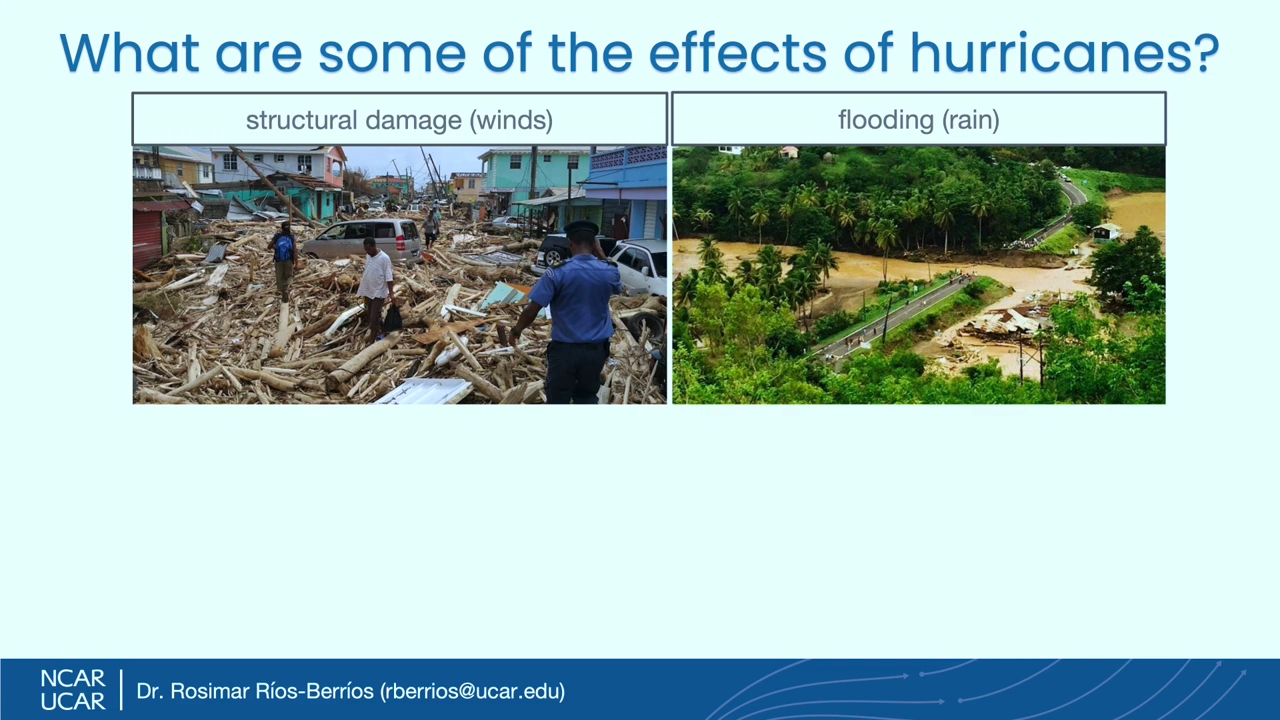 What are some of the effects of hurricanes?
structural damage (winds)
flooding (rain)
NCAR
UCAR
Dr. Rosimar Ríos-Berríos (rberrios@ucar.edu)